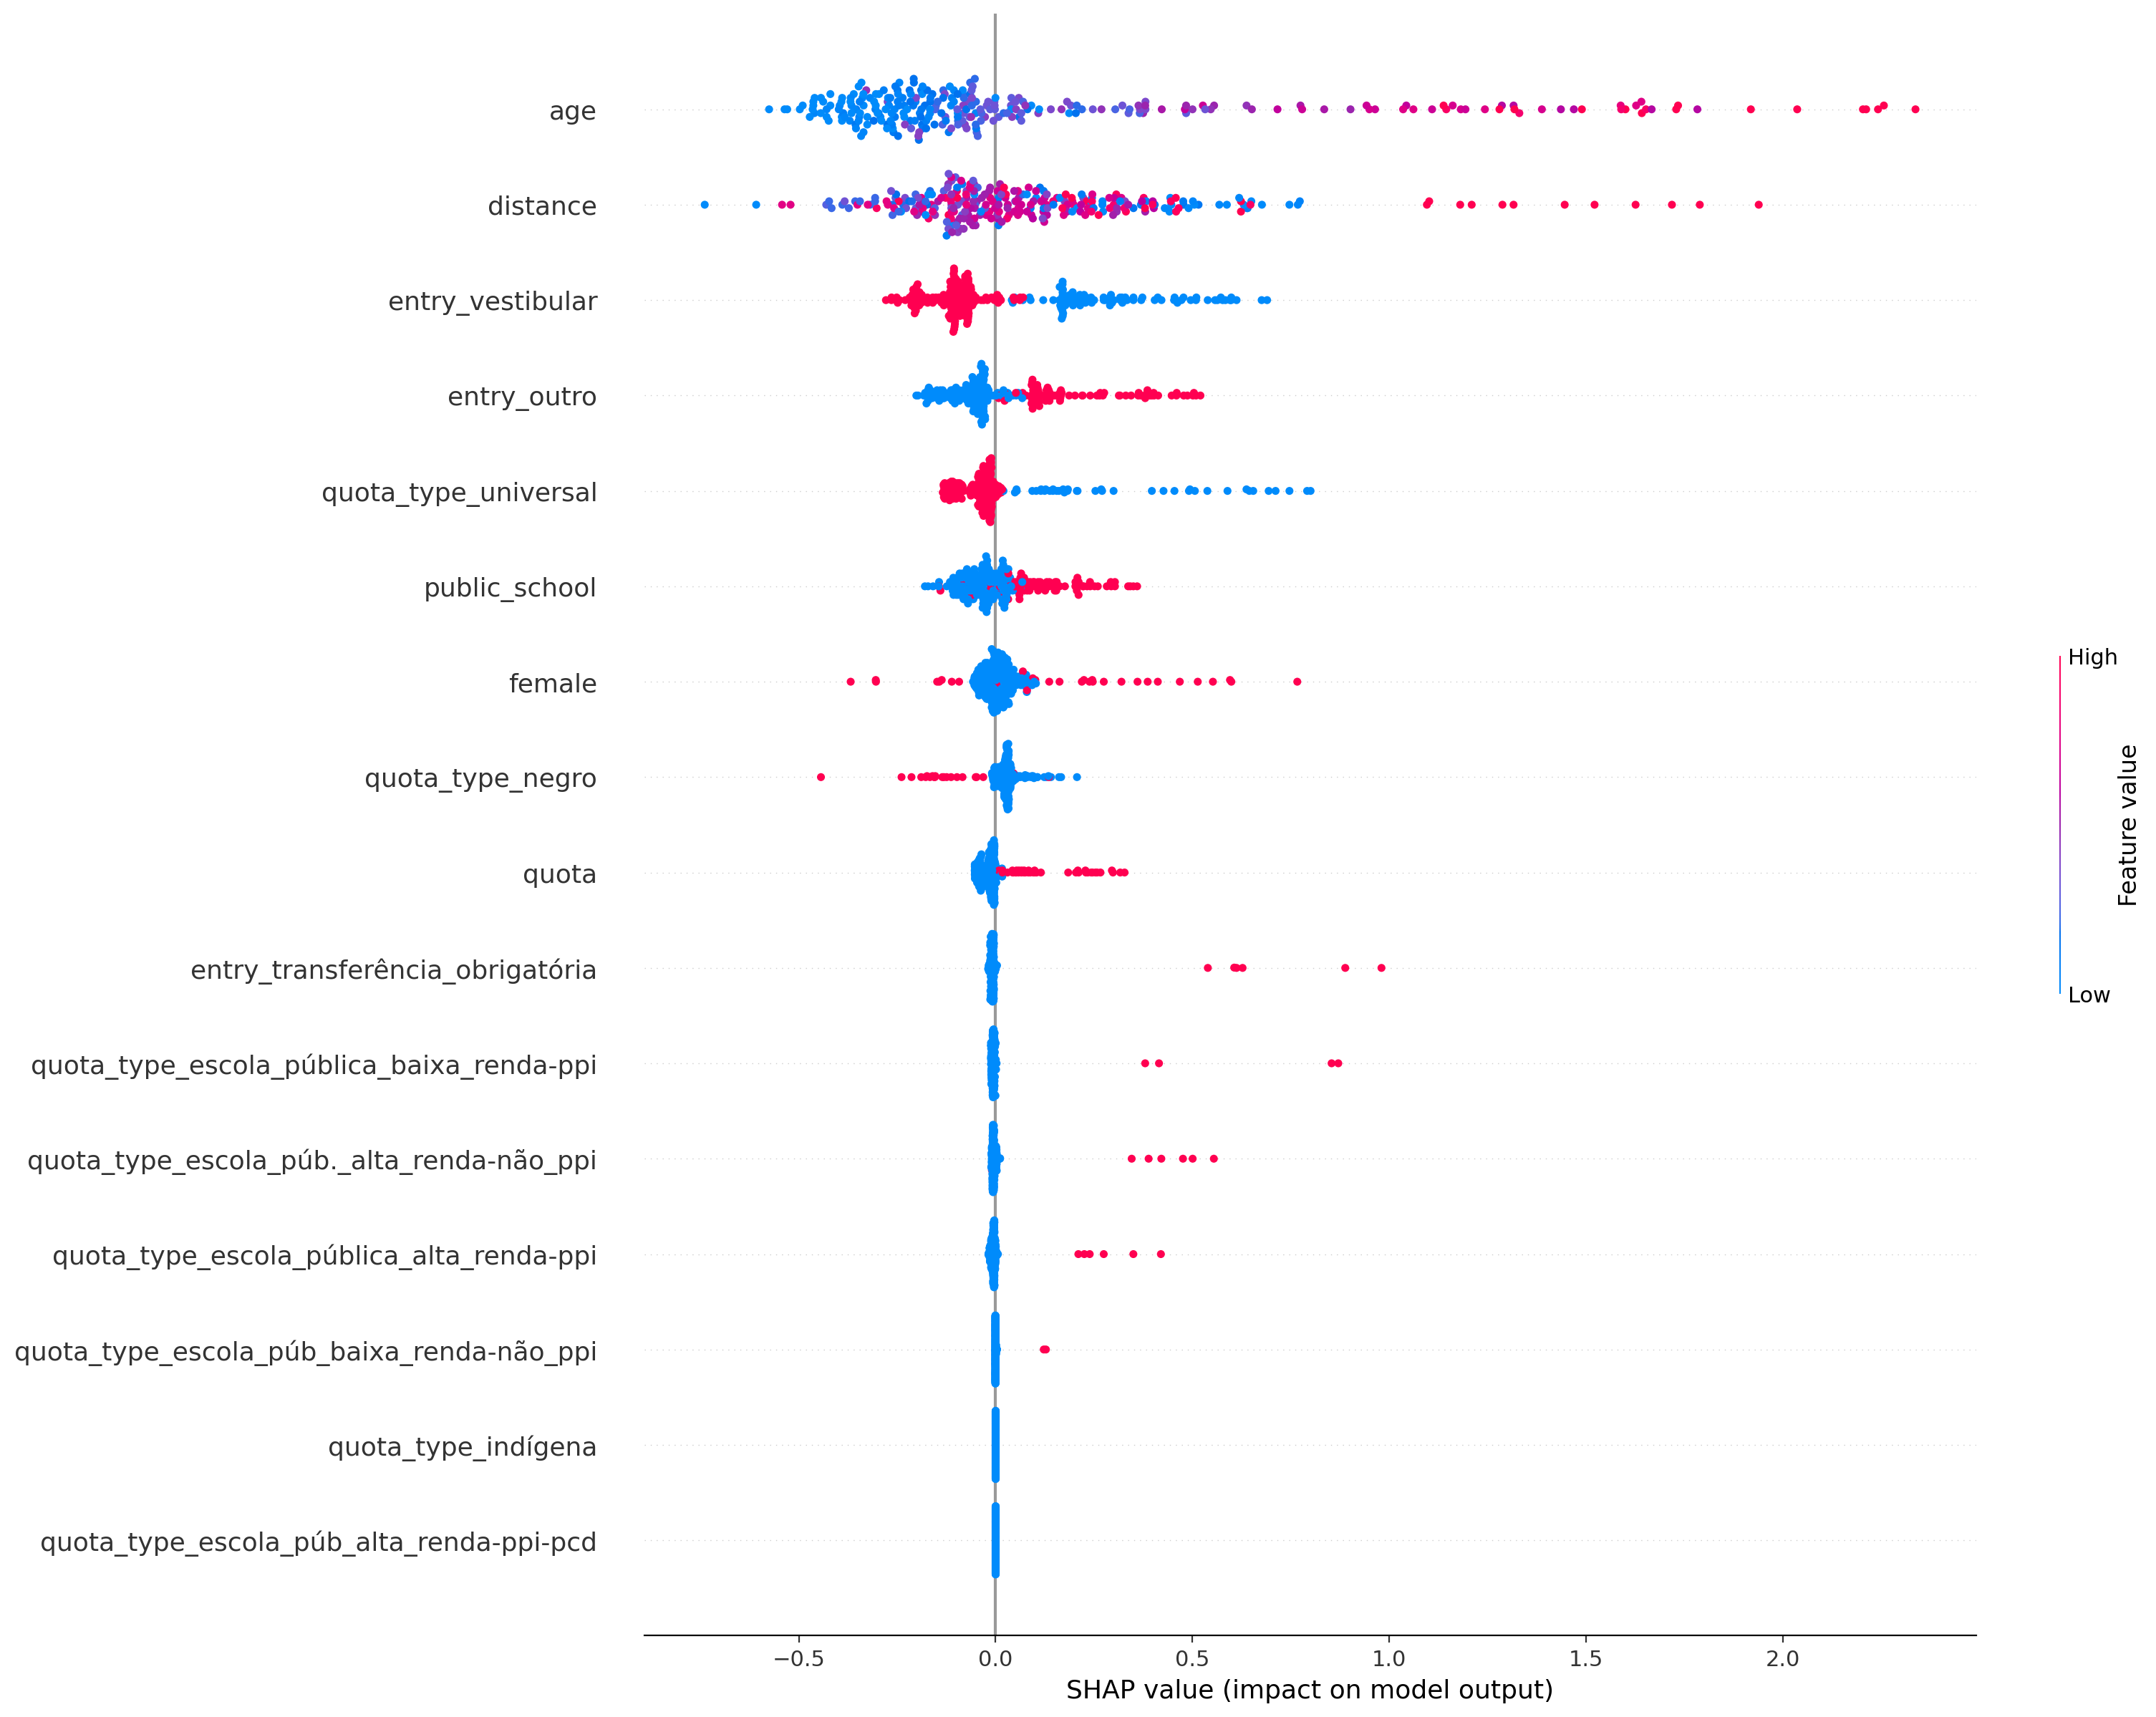 age
distance
entry_vestibular
entry_outro
quota_type_universal
public_school
female
quota_type_negro
quota
entry_transferência_obrigatória
quota_type_escola_pública_baixa_renda-ppi
quota_type_escola_púb._alta_renda-não_ppi
quota_type_escola_pública_alta_renda-ppi
quota_type_escola_púb_baixa_renda-não_ppi
quota_type_indígena
quota_type_escola_púb_alta_renda-ppi-pcd
−0.5 0.0 0.5 1.0 1.5 2.0
SHAP value (impact on model output)
High
Feature value
Low